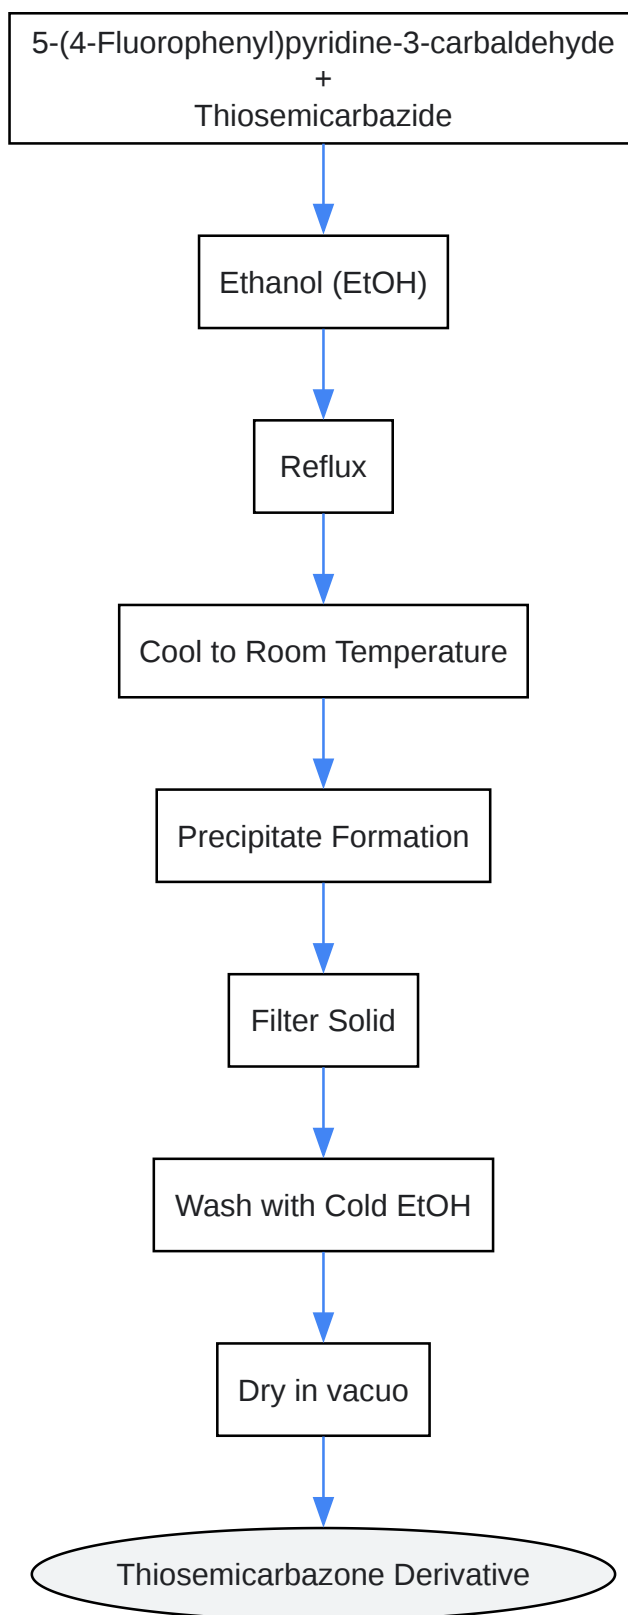 5-(4-Fluorophenyl)pyridine-3-carbaldehyde
+
Thiosemicarbazide
Ethanol (EtOH)
Reflux
Cool to Room Temperature
Precipitate Formation
Filter Solid
Wash with Cold EtOH
Dry in vacuo
Thiosemicarbazone Derivative